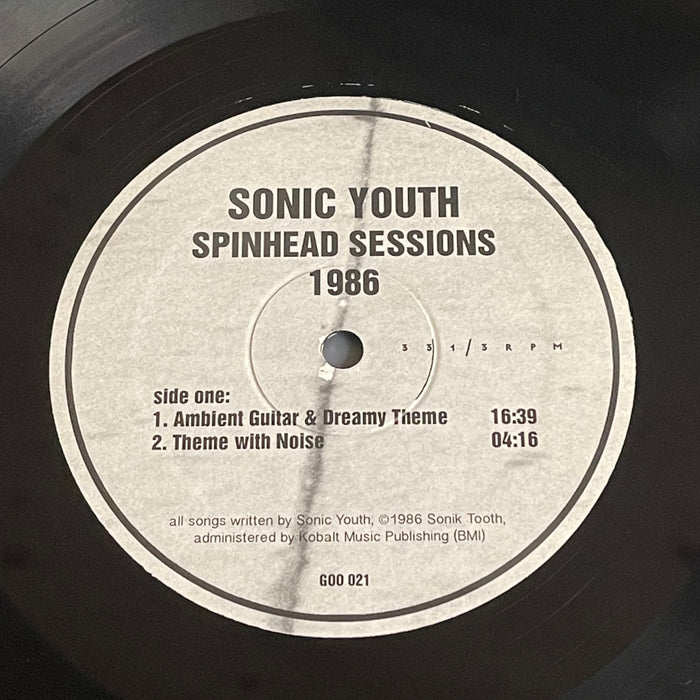 SONIC YOUTH
SPINHEAD SESSIONS
1986
33 1/3 RPM
side one:
1. Ambient Guitar & Dreamy Theme 16:39
2. Theme with Noise 04:16
all songs written by Sonic Youth, ©1986 Sonik Tooth,
administered by Kobalt Music Publishing (BMI)
GOO 021